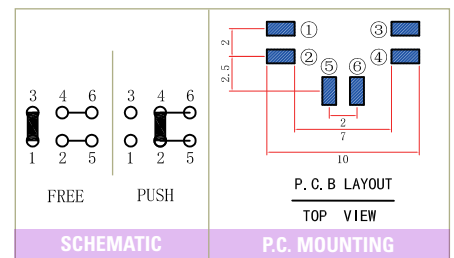 3 4 6
1 2 5
FREE
3 4 6
1 2 5
PUSH
SCHEMATIC
① ③
② ④
⑤ ⑥
2
2.5
2
7
10
P.C.B LAYOUT
TOP VIEW
P.C. MOUNTING